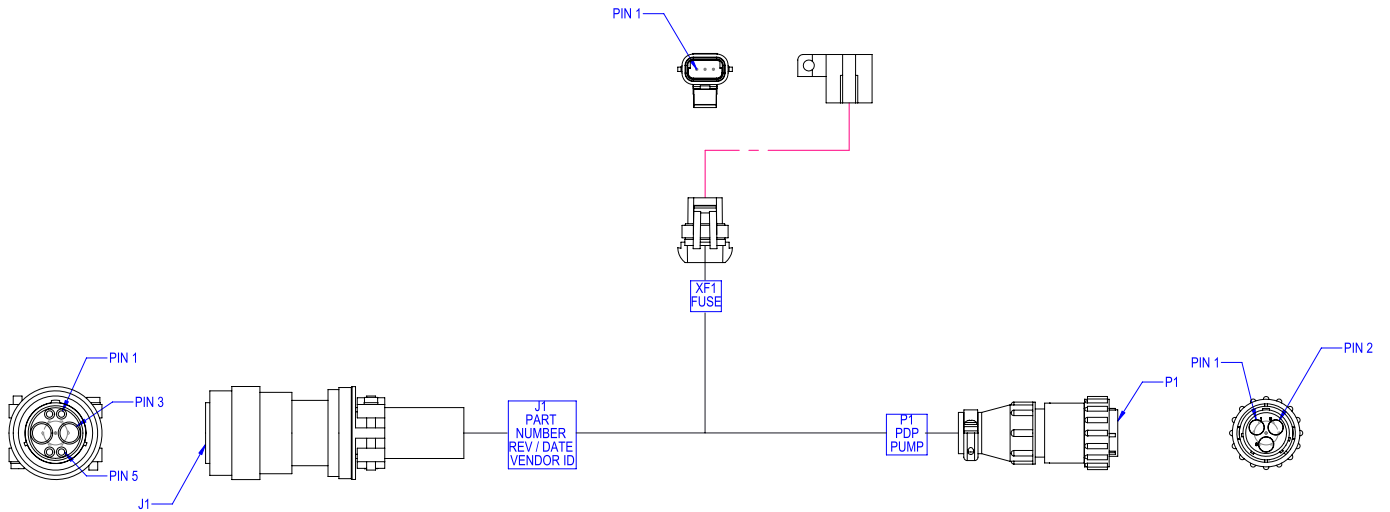 PIN 1
XF1
FUSE
PIN 1
PIN 3
PIN 5
J1
J1
PART
NUMBER
REV / DATE
VENDOR ID
P1
PDP
PUMP
P1
PIN 1
PIN 2